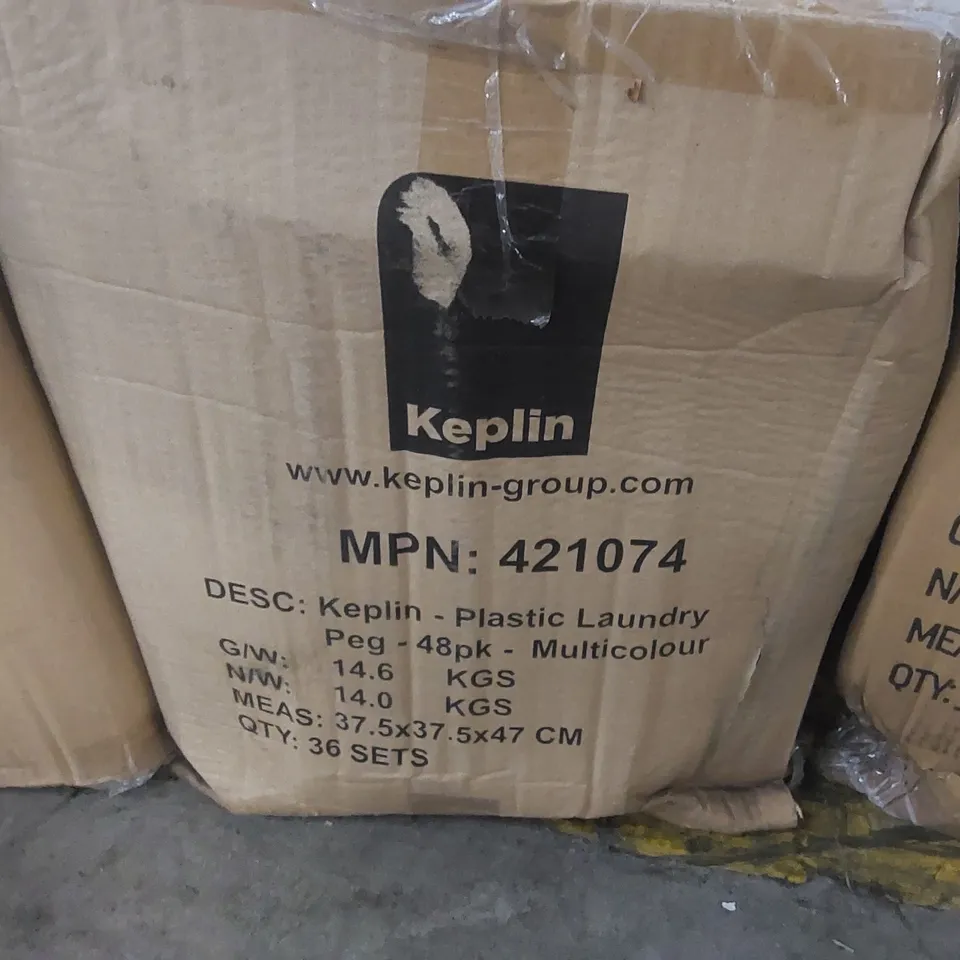 Keplin
www.keplin-group.com
MPN: 421074
DESC: Keplin - Plastic Laundry
Peg - 48pk - Multicolour
G/W: 14.6 KGS
N/W: 14.0 KGS
MEAS: 37.5x37.5x47 CM
QTY: 36 SETS
QTY: